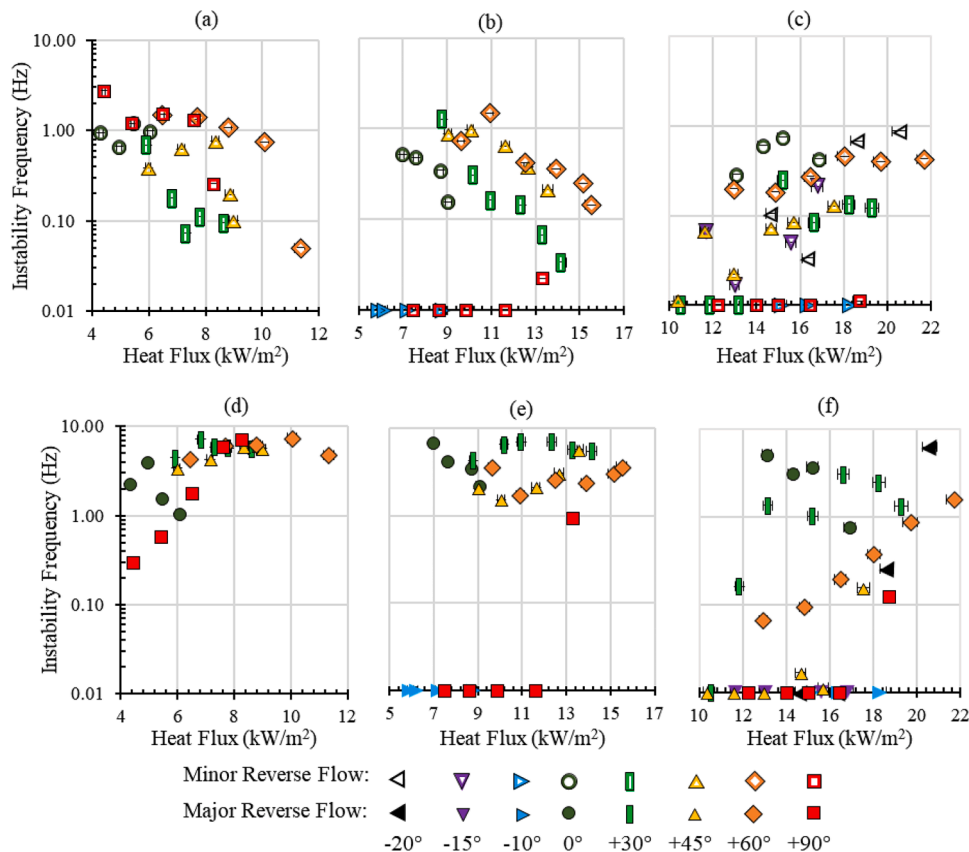 (a) (b) (c)
Instability Frequency (Hz)
10.00
1.00
0.10
0.01
4 6 8 10 12
5 7 9 11 13 15 17
10 12 14 16 18 20 22
Heat Flux (kW/m²) Heat Flux (kW/m²) Heat Flux (kW/m²)
(d) (e) (f)
Instability Frequency (Hz)
10.00
1.00
0.10
0.01
4 6 8 10 12
5 7 9 11 13 15 17
10 12 14 16 18 20 22
Heat Flux (kW/m²) Heat Flux (kW/m²) Heat Flux (kW/m²)
Minor Reverse Flow:
Major Reverse Flow:
-20° -15° -10° 0° +30° +45° +60° +90°